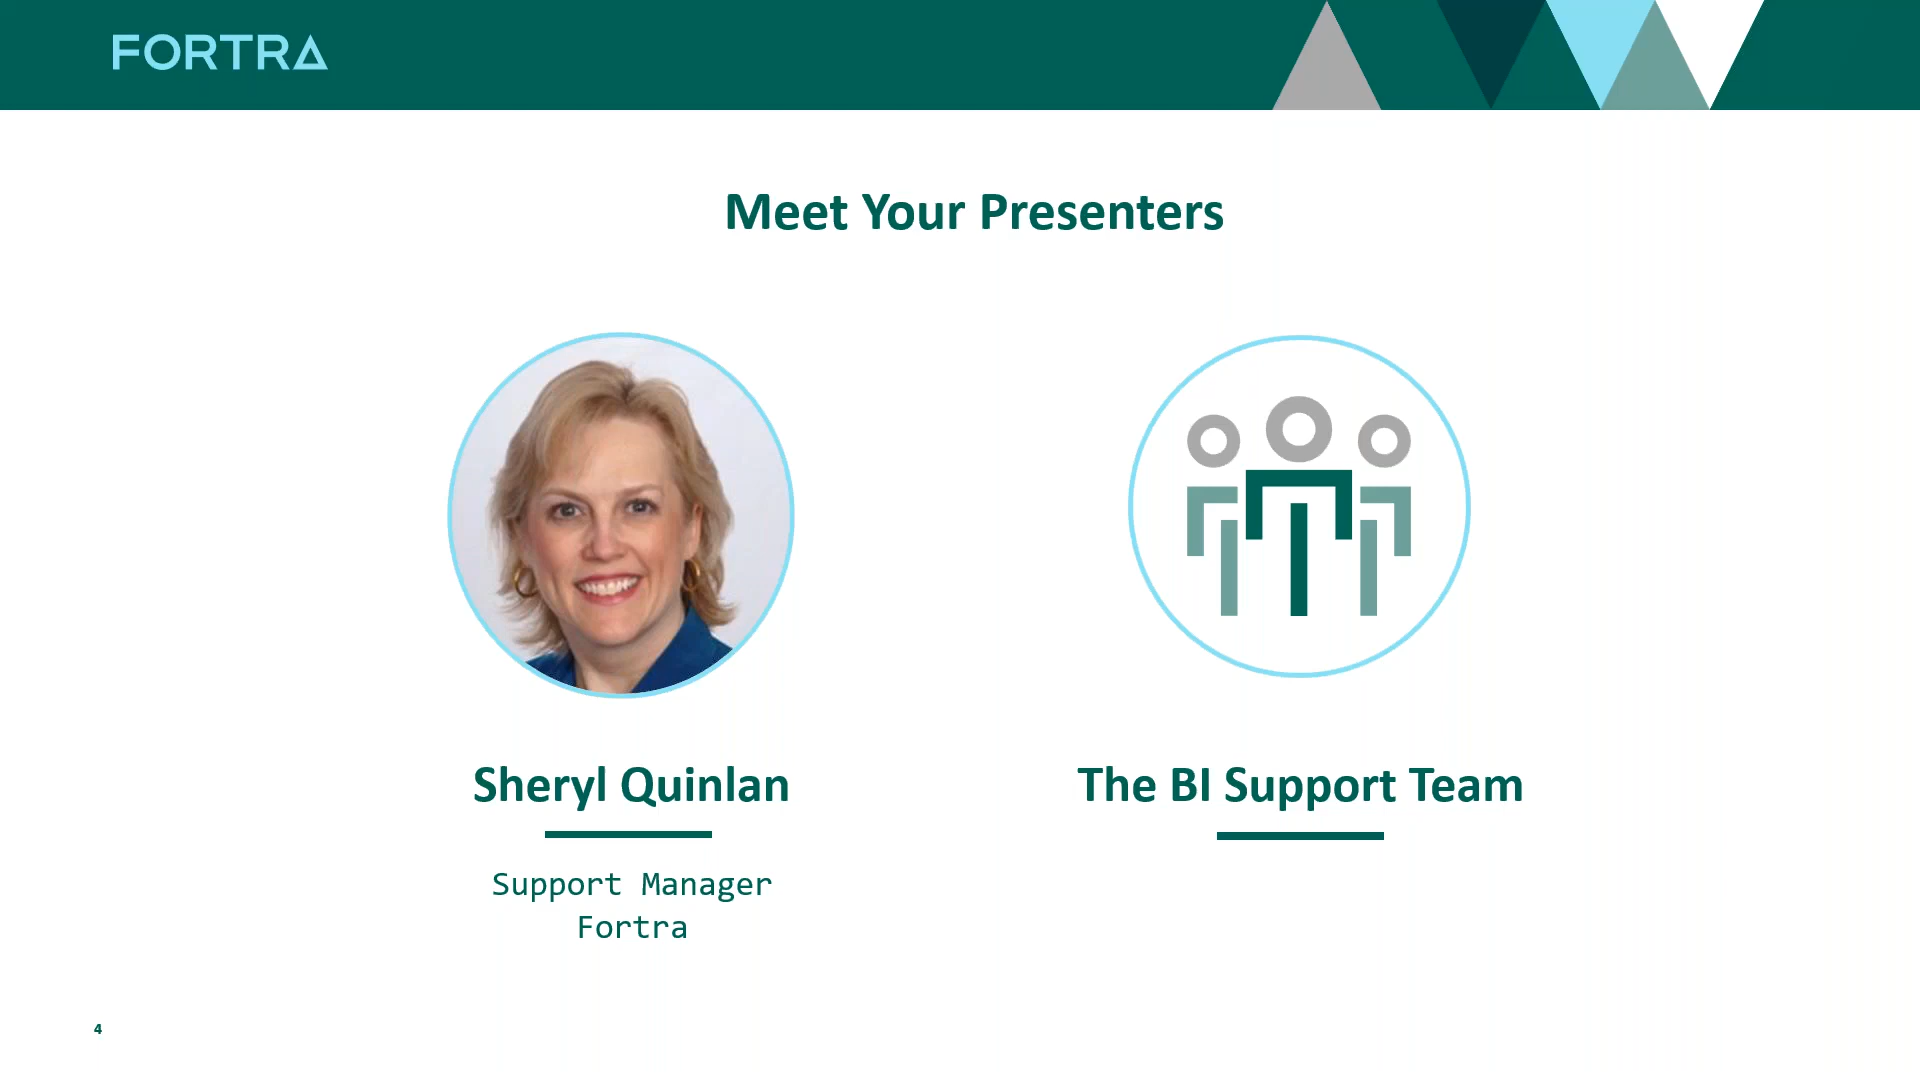 FORTRA
Meet Your Presenters
Sheryl Quinlan
Support Manager
Fortra
The BI Support Team
4